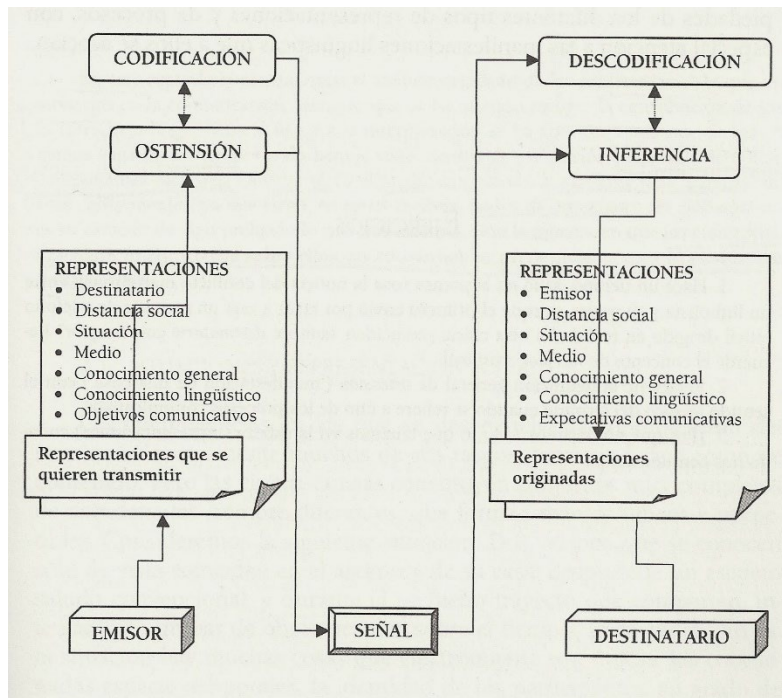 CODIFICACIÓN
OSTENSIÓN
REPRESENTACIONES
• Destinatario
• Distancia social
• Situación
• Medio
• Conocimiento general
• Conocimiento lingüístico
• Objetivos comunicativos
Representaciones que se
quieren transmitir
EMISOR
SEÑAL
DESCODIFICACIÓN
INFERENCIA
REPRESENTACIONES
• Emisor
• Distancia social
• Situación
• Medio
• Conocimiento general
• Conocimiento lingüístico
• Expectativas comunicativas
Representaciones
originadas
DESTINATARIO